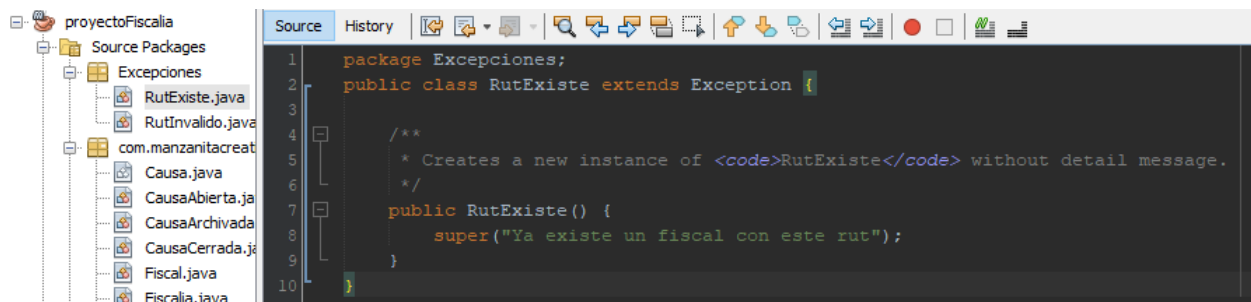 proyectoFiscalia
Source Packages
Excepciones
RutExiste.java
RutInvalido.java
com.manzanitacreat
Causa.java
CausaAbierta.ja
CausaArchivada
CausaCerrada.ja
Fiscal.java
Fiscalia.java
Source History
1 package Excepciones;
2 public class RutExiste extends Exception {
3
4 /**
5 * Creates a new instance of <code>RutExiste</code> without detail message.
6 */
7 public RutExiste() {
8 super("Ya existe un fiscal con este rut");
9 }
10 }